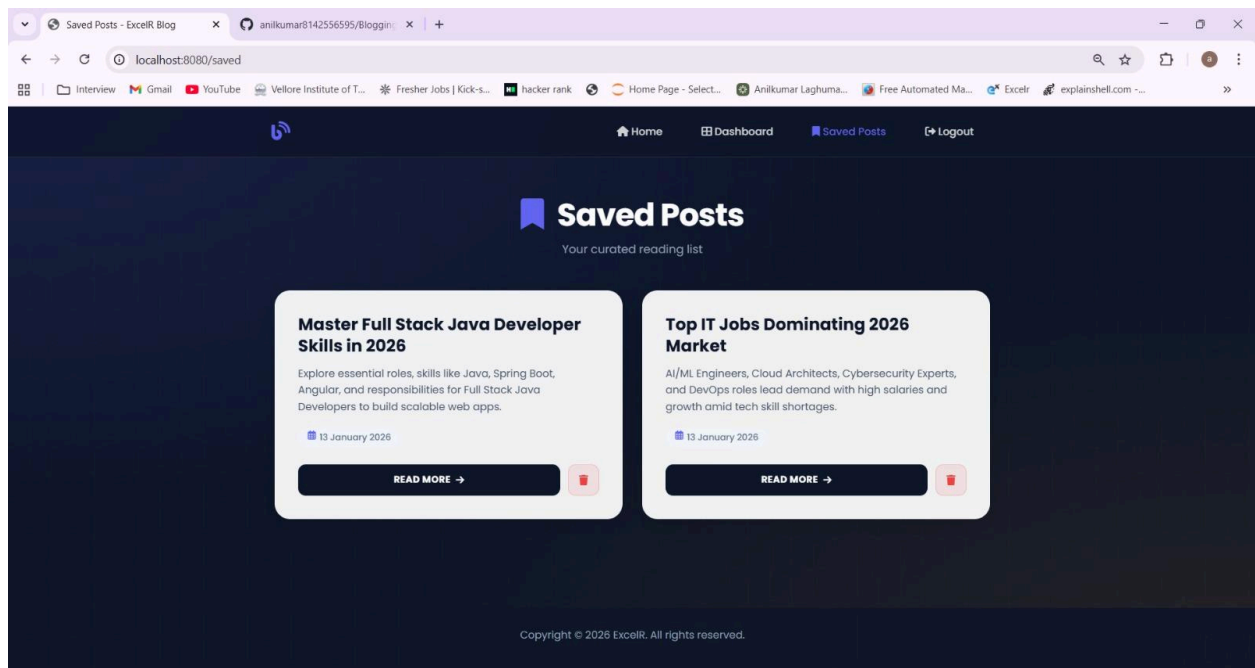 Saved Posts - ExcelR Blog
anilkumar8142556595/Blogging
localhost:8080/saved
Interview
Gmail
YouTube
Vellore Institute of T...
Fresher Jobs | Kick-s...
hacker rank
Home Page - Select...
Anilkumar Laghuma...
Free Automated Ma...
Excelr
explainshell.com -...
Home
Dashboard
Saved Posts
Logout
Saved Posts
Your curated reading list
Master Full Stack Java Developer
Skills in 2026
Explore essential roles, skills like Java, Spring Boot,
Angular, and responsibilities for Full Stack Java
Developers to build scalable web apps.
13 January 2026
READ MORE →
Top IT Jobs Dominating 2026
Market
AI/ML Engineers, Cloud Architects, Cybersecurity Experts,
and DevOps roles lead demand with high salaries and
growth amid tech skill shortages.
13 January 2026
READ MORE →
Copyright © 2026 ExcelR. All rights reserved.